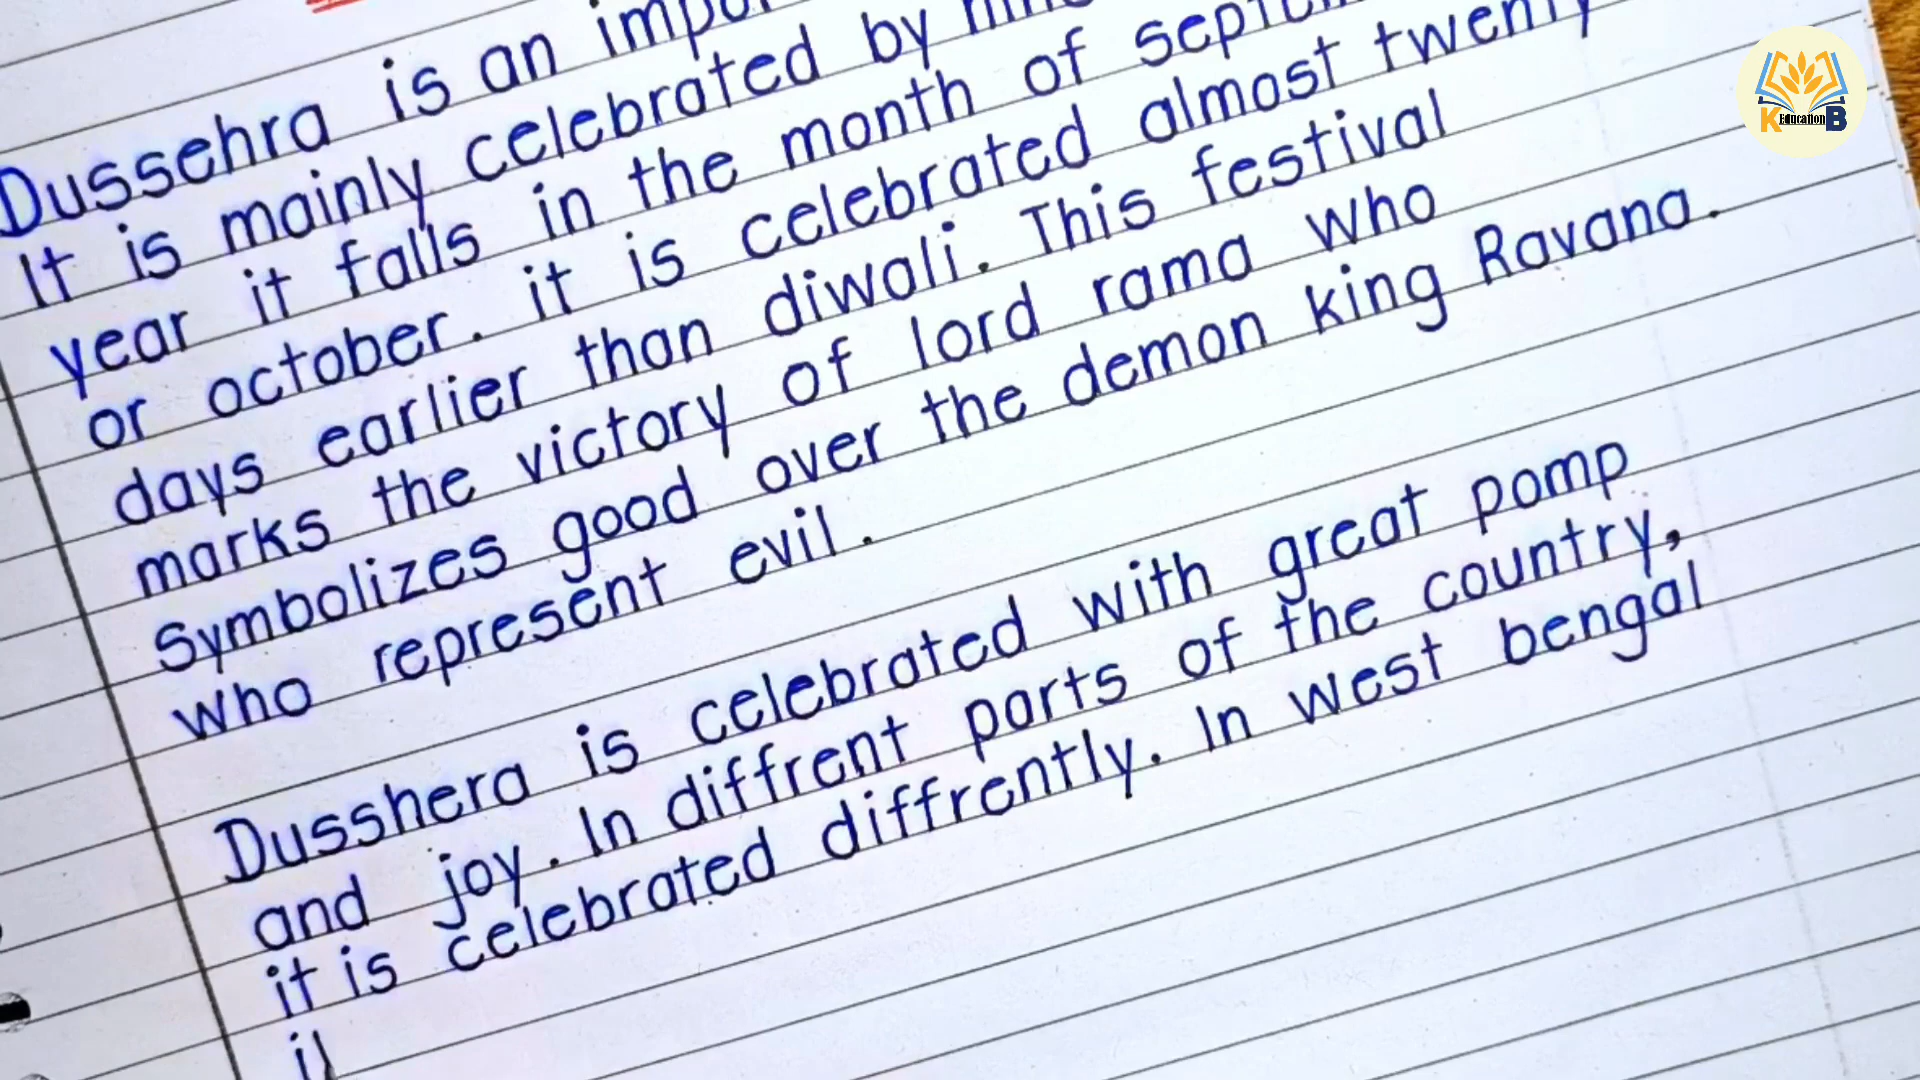 Dussehra is an
It is mainly celebrated by
year it falls in the month of
or october. it is celebrated almost twenty
days earlier than diwali. This festival
marks the victory of lord rama who
Symbolizes good over the demon king Ravana.
who represent evil.
Dusshera is celebrated with great pomp
and joy. In diffrent parts of the country,
it is celebrated diffrently. In west bengal
K Education B